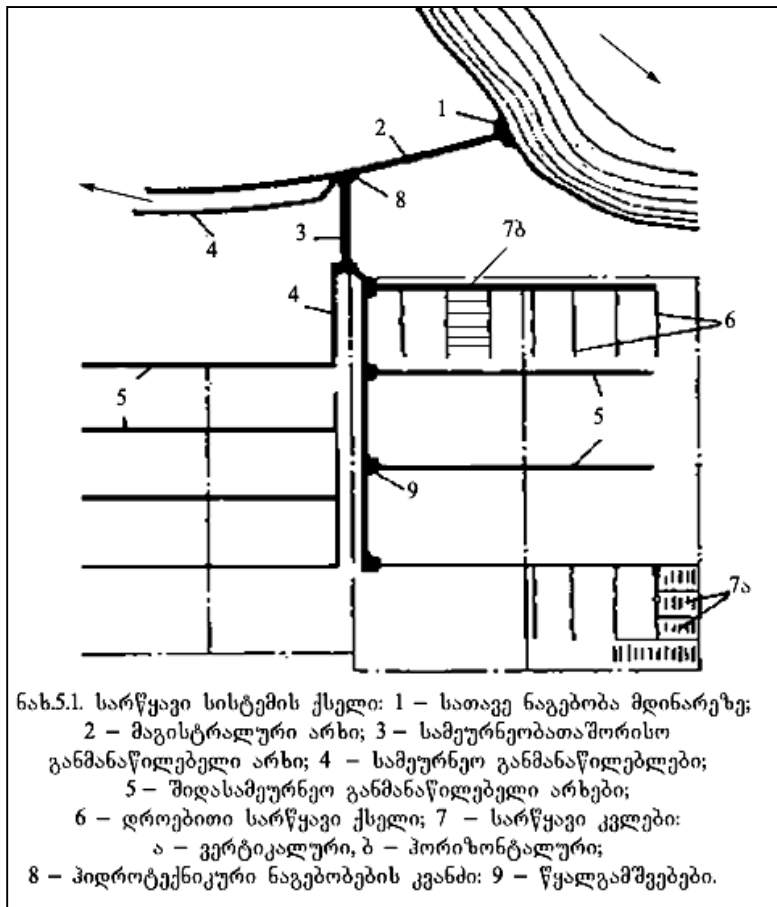 1
2
8
3
4
7ბ
4
6
5
5
9
7ა
ნახ.5.1. სარწყავი სისტემის ქსელი: 1 – სათავე ნაგებობა მდინარეზე;
2 – მაგისტრალური არხი; 3 – სამეურნეობათაშორისო
განმანაწილებელი არხი; 4 – სამეურნეო განმანაწილებლები;
5 – შიდასამეურნეო განმანაწილებელი არხები;
6 – დროებითი სარწყავი ქსელი; 7 – სარწყავი კვლები:
ა – ვერტიკალური, ბ – ჰორიზონტალური;
8 – ჰიდროტექნიკური ნაგებობების კვანძი: 9 – წყალგამშვებები.